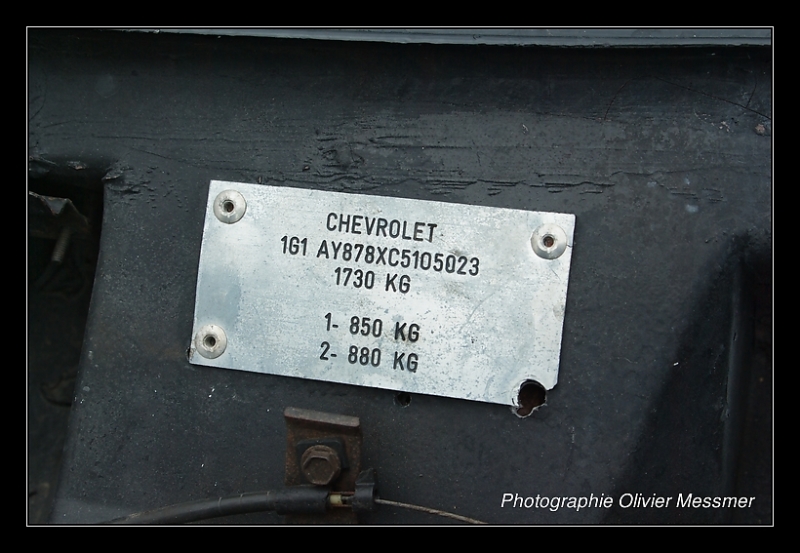 CHEVROLET
1G1 AY878XC5105023
1730 KG
1- 850 KG
2- 880 KG
Photographie Olivier Messmer